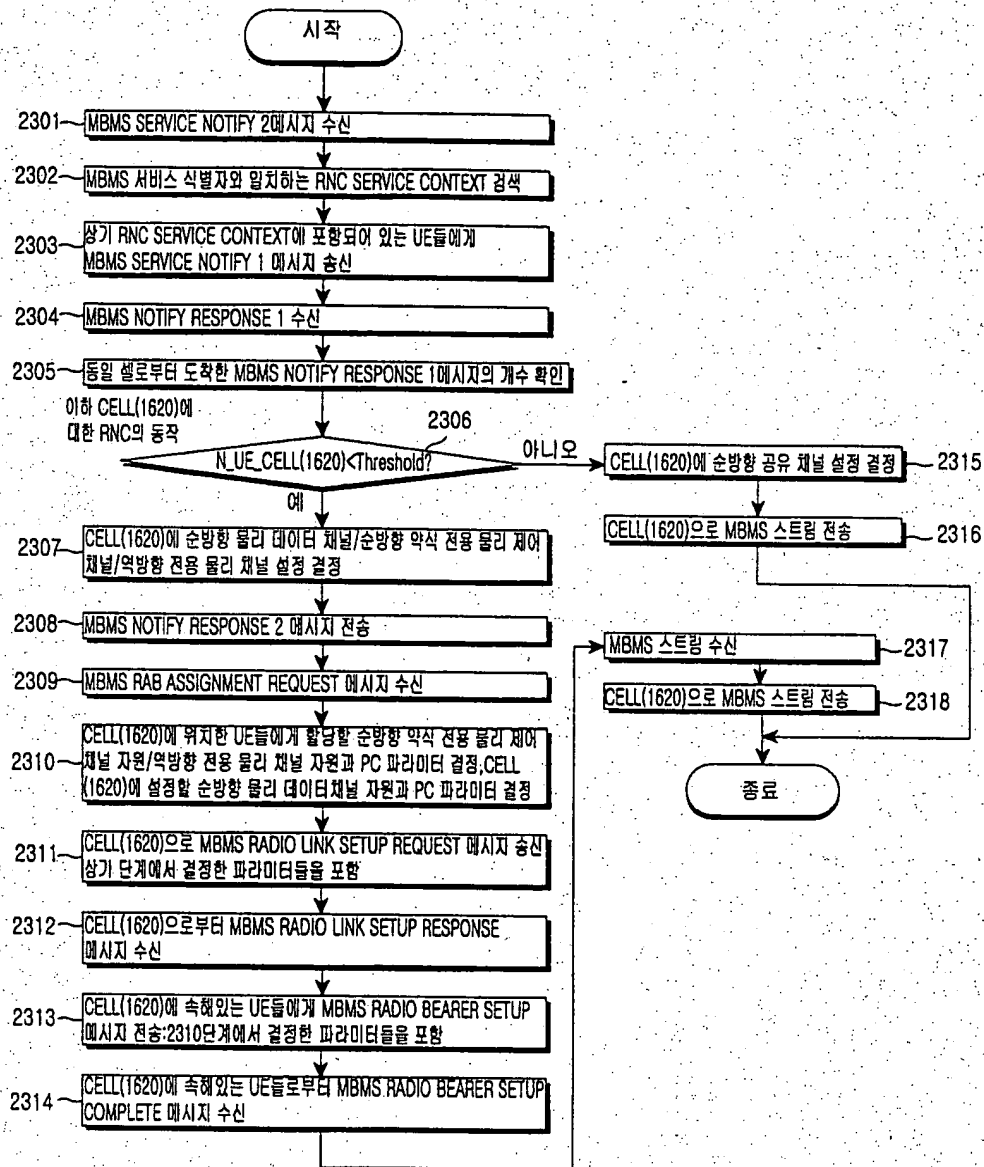 시작
2301
MBMS SERVICE NOTIFY 2메시지 수신
2302
MBMS 서비스 식별자와 일치하는 RNC SERVICE CONTEXT 검색
2303
상기 RNC SERVICE CONTEXT에 포함되어 있는 UE들에게
MBMS SERVICE NOTIFY 1 메시지 송신
2304
MBMS NOTIFY RESPONSE 1 수신
2305
동일 셀로부터 도착한 MBMS NOTIFY RESPONSE 1메시지의 개수 확인
이하 CELL(1620)에
대한 RNC의 동작
2306
N_UE_CELL(1620)<Threshold?
아니오
예
2307
CELL(1620)에 순방향 물리 데이터 채널/순방향 약식 전용 물리 제어
채널/역방향 전용 물리 채널 설정 결정
2308
MBMS NOTIFY RESPONSE 2 메시지 전송
2309
MBMS RAB ASSIGNMENT REQUEST 메시지 수신
2310
CELL(1620)에 위치한 UE들에게 할당할 순방향 약식 전용 물리 제어
채널 자원/역방향 전용 물리 채널 자원과 PC 파라미터 결정,CELL
(1620)에 설정할 순방향 물리 데이터채널 자원과 PC 파라미터 결정
2311
CELL(1620)으로 MBMS RADIO LINK SETUP REQUEST 메시지 송신
상기 단계에서 결정한 파라미터들을 포함
2312
CELL(1620)으로부터 MBMS RADIO LINK SETUP RESPONSE
메시지 수신
2313
CELL(1620)에 속해있는 UE들에게 MBMS RADIO BEARER SETUP
메시지 전송:2310단계에서 결정한 파라미터들을 포함
2314
CELL(1620)에 속해있는 UE들로부터 MBMS RADIO BEARER SETUP
COMPLETE 메시지 수신
CELL(1620)에 순방향 공유 채널 설정 결정
2315
CELL(1620)으로 MBMS 스트림 전송
2316
MBMS 스트림 수신
2317
CELL(1620)으로 MBMS 스트림 전송
2318
종료